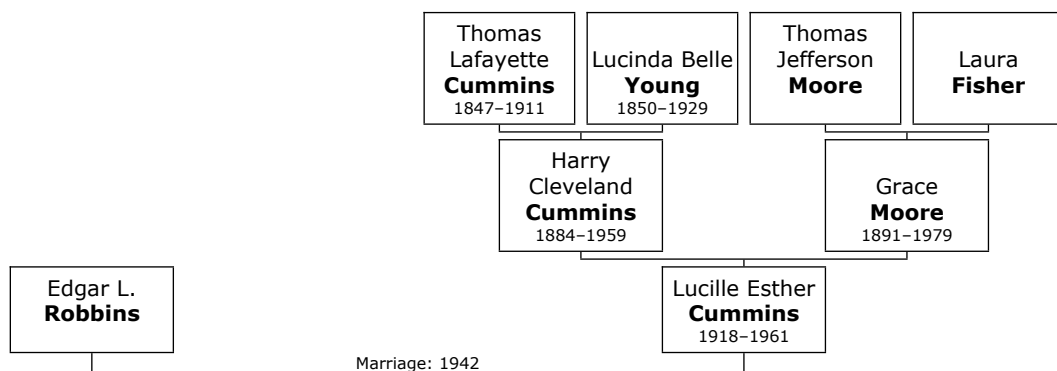 Thomas
Lafayette
Cummins
1847–1911
Lucinda Belle
Young
1850–1929
Thomas
Jefferson
Moore
Laura
Fisher
Harry
Cleveland
Cummins
1884–1959
Grace
Moore
1891–1979
Edgar L.
Robbins
Lucille Esther
Cummins
1918–1961
Marriage: 1942